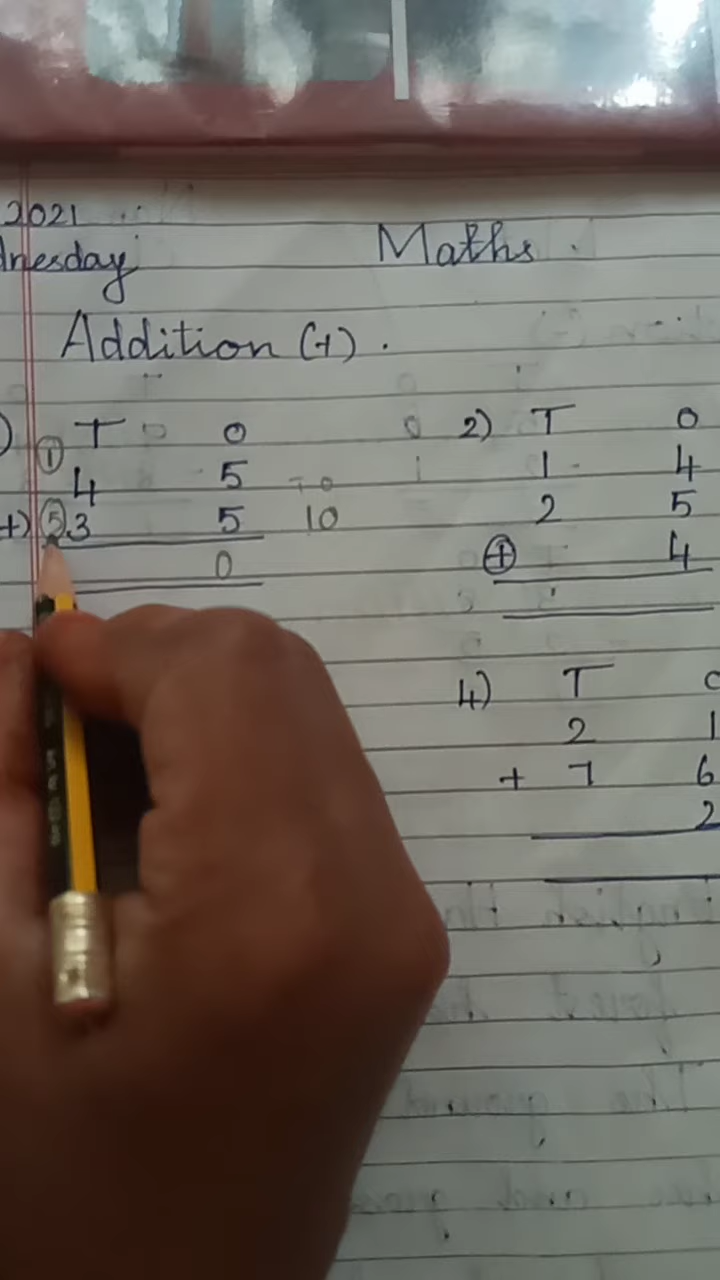 2021
Maths .
Addition (+) .
) T O
① 4 5
+) ⑤ 3 5 10
0
2) T O
1 4
2 5
⊕ 4
4) T
2 1
+ 7 6
2